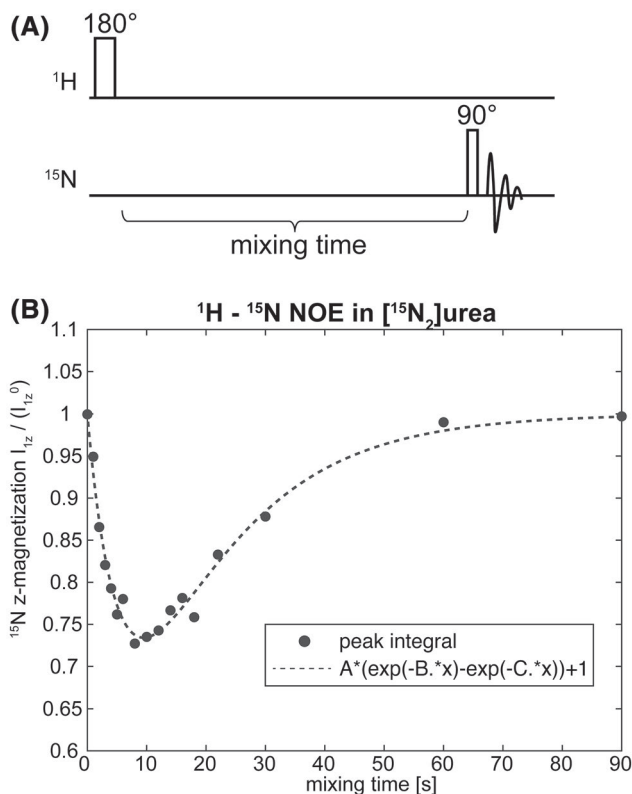 (A)
180°
¹H
90°
¹⁵N
mixing time
(B)
¹H - ¹⁵N NOE in [¹⁵N₂]urea
¹⁵N z-magnetization I₁z / (I₁z⁰)
1.1
1.05
1
0.95
0.9
0.85
0.8
0.75
0.7
0.65
0.6
peak integral
A*(exp(-B.*x)-exp(-C.*x))+1
0 10 20 30 40 50 60 70 80 90
mixing time [s]